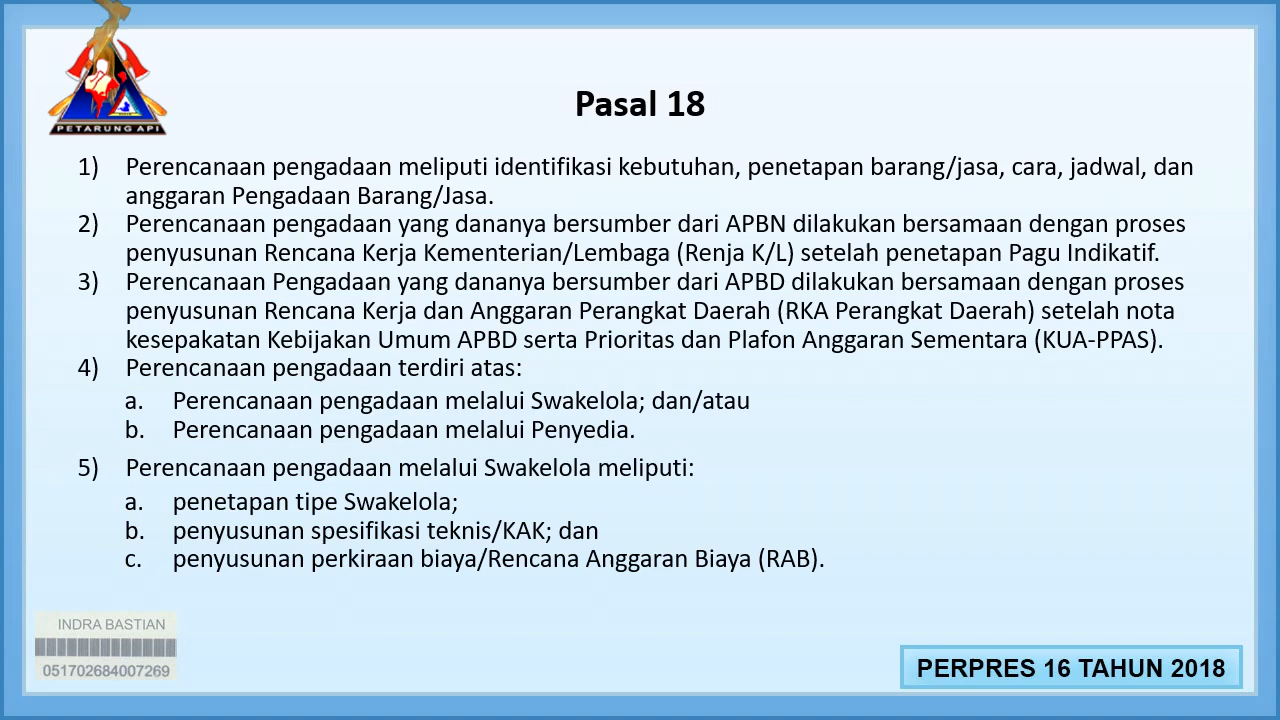 PETARUNG API
Pasal 18
1) Perencanaan pengadaan meliputi identifikasi kebutuhan, penetapan barang/jasa, cara, jadwal, dan
anggaran Pengadaan Barang/Jasa.
2) Perencanaan pengadaan yang dananya bersumber dari APBN dilakukan bersamaan dengan proses
penyusunan Rencana Kerja Kementerian/Lembaga (Renja K/L) setelah penetapan Pagu Indikatif.
3) Perencanaan Pengadaan yang dananya bersumber dari APBD dilakukan bersamaan dengan proses
penyusunan Rencana Kerja dan Anggaran Perangkat Daerah (RKA Perangkat Daerah) setelah nota
kesepakatan Kebijakan Umum APBD serta Prioritas dan Plafon Anggaran Sementara (KUA-PPAS).
4) Perencanaan pengadaan terdiri atas:
a. Perencanaan pengadaan melalui Swakelola; dan/atau
b. Perencanaan pengadaan melalui Penyedia.
5) Perencanaan pengadaan melalui Swakelola meliputi:
a. penetapan tipe Swakelola;
b. penyusunan spesifikasi teknis/KAK; dan
c. penyusunan perkiraan biaya/Rencana Anggaran Biaya (RAB).
INDRA BASTIAN
051702684007269
PERPRES 16 TAHUN 2018